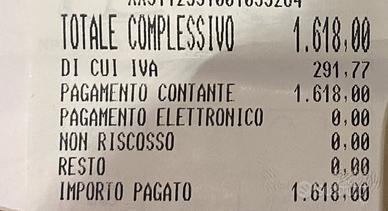 TOTALE COMPLESSIVO 1.618,00
DI CUI IVA 291,77
PAGAMENTO CONTANTE 1.618,00
PAGAMENTO ELETTRONICO 0,00
NON RISCOSSO 0,00
RESTO 0,00
IMPORTO PAGATO 1.618,00